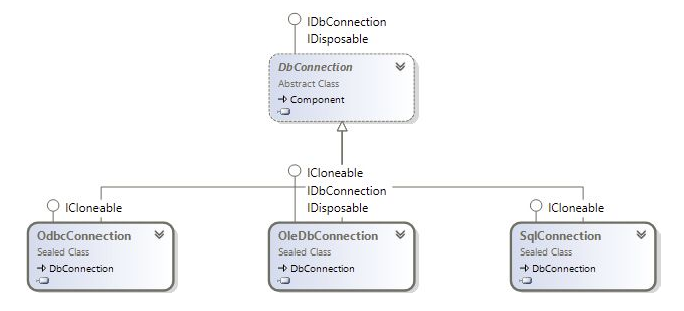 IDbConnection
IDisposable
DbConnection
Abstract Class
Component
ICloneable
IDbConnection
IDisposable
ICloneable
OdbcConnection
Sealed Class
DbConnection
OleDbConnection
Sealed Class
DbConnection
ICloneable
SqlConnection
Sealed Class
DbConnection